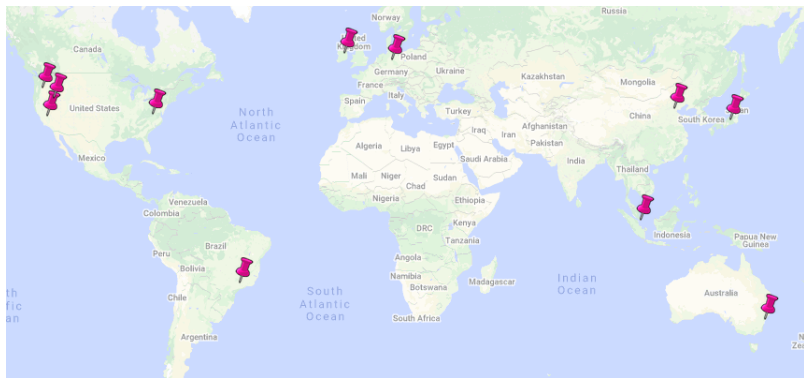 Russia
Norway
Canada
United
Kingdom
Poland
Germany
Ukraine
Kazakhstan
Mongolia
France
Italy
Spain
United States
North
Atlantic
Ocean
Turkey
China
South Korea
Iraq
Iran
Afghanistan
Pakistan
Algeria
Libya
Egypt
Saudi Arabia
India
Mexico
Mali
Niger
Chad
Sudan
Thailand
Venezuela
Colombia
Nigeria
Ethiopia
DRC
Kenya
Tanzania
Indonesia
Papua New
Guinea
Brazil
Peru
Bolivia
Angola
Namibia
Botswana
Madagascar
Indian
Ocean
South
Atlantic
Ocean
Australia
Chile
South Africa
Argentina